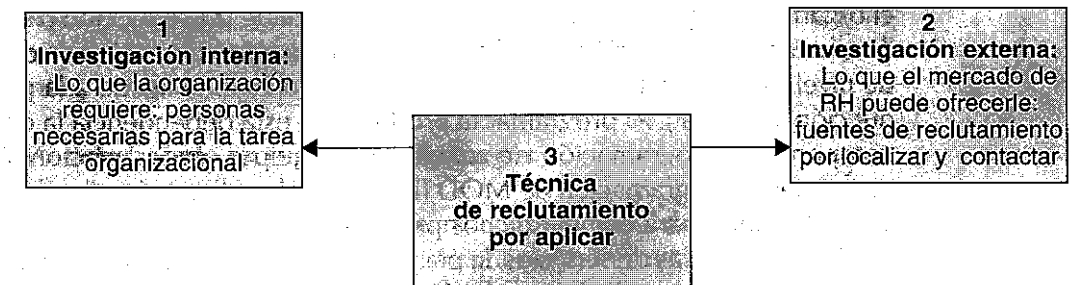 1
Investigación interna:
Lo que la organización
requiere: personas
necesarias para la tarea
organizacional
2
Investigación externa:
Lo que el mercado de
RH puede ofrecerle:
fuentes de reclutamiento
por localizar y contactar
3
Técnica
de reclutamiento
por aplicar